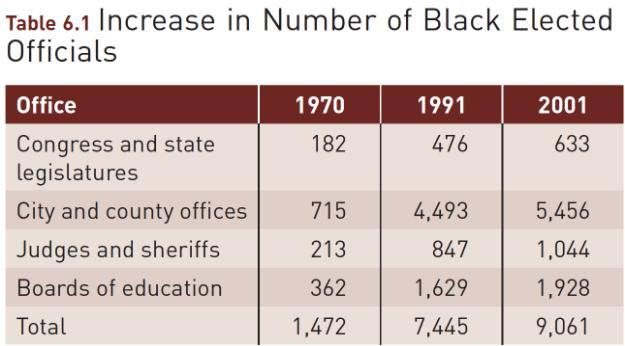 Table 6.1 Increase in Number of Black Elected
Officials
Office 1970 1991 2001
Congress and state legislatures 182 476 633
City and county offices 715 4,493 5,456
Judges and sheriffs 213 847 1,044
Boards of education 362 1,629 1,928
Total 1,472 7,445 9,061